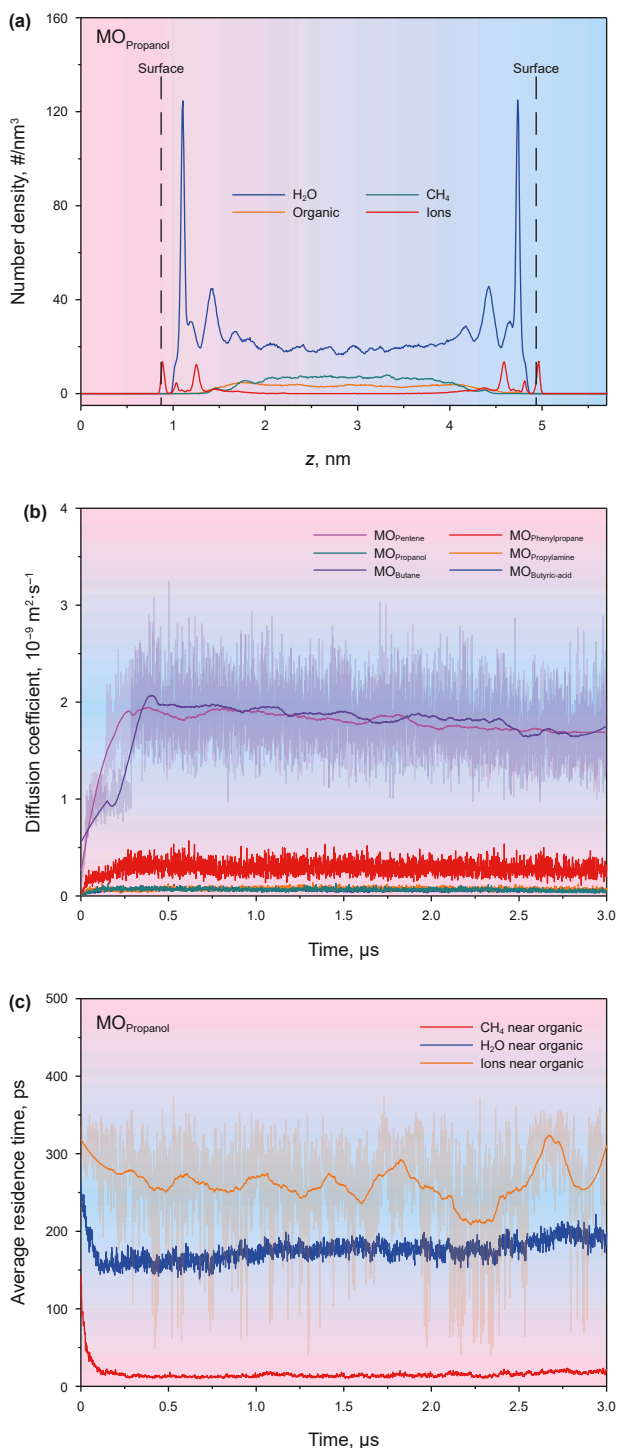 (a)
MO_Propanol
Surface
Surface
H₂O
CH₄
Organic
Ions
160
120
80
40
0
Number density, #/nm³
0
1
2
3
4
5
z, nm
(b)
MO_Pentene
MO_Phenylpropane
MO_Propanol
MO_Propylamine
MO_Butane
MO_Butyric-acid
4
3
2
1
0
Diffusion coefficient, 10⁻⁹ m²·s⁻¹
0
0.5
1.0
1.5
2.0
2.5
3.0
Time, μs
(c)
MO_Propanol
CH₄ near organic
H₂O near organic
Ions near organic
500
400
300
200
100
0
Average residence time, ps
0
0.5
1.0
1.5
2.0
2.5
3.0
Time, μs